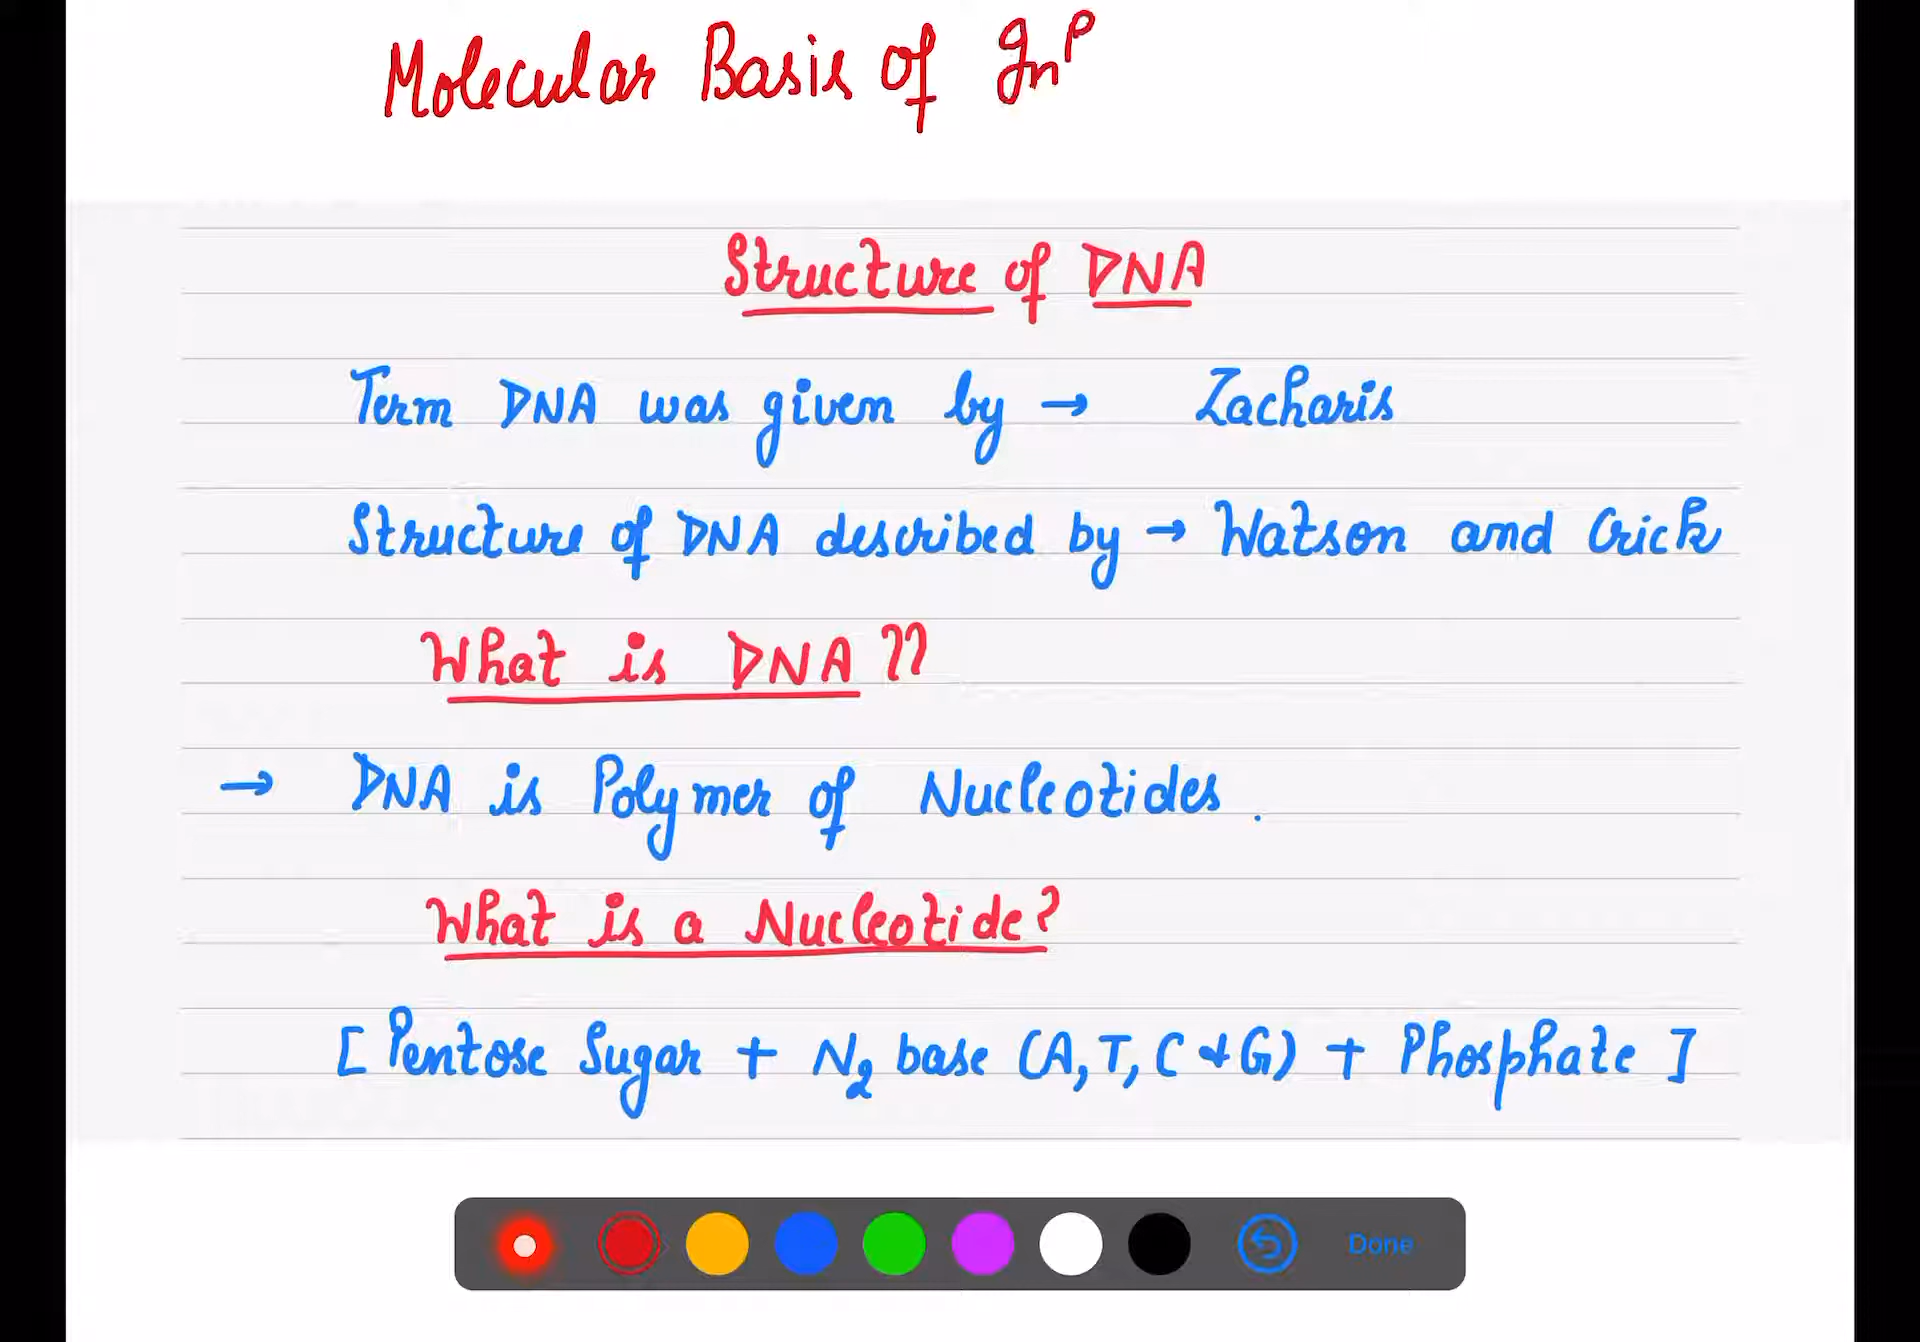 Molecular Basis of Inᵖ
Structure of DNA
Term DNA was given by → Zacharis
Structure of DNA described by → Watson and Crick
What is DNA??
→ DNA is Polymer of Nucleotides.
What is a Nucleotide?
[Pentose Sugar + N₂ base (A, T, C & G) + Phosphate]
Done